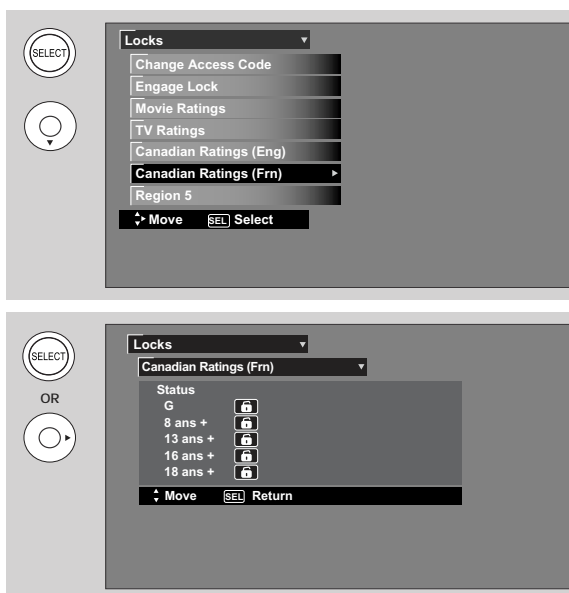 SELECT
Locks
Change Access Code
Engage Lock
Movie Ratings
TV Ratings
Canadian Ratings (Eng)
Canadian Ratings (Frn)
Region 5
Move SEL Select
SELECT
OR
Locks
Canadian Ratings (Frn)
Status
G
8 ans +
13 ans +
16 ans +
18 ans +
Move SEL Return